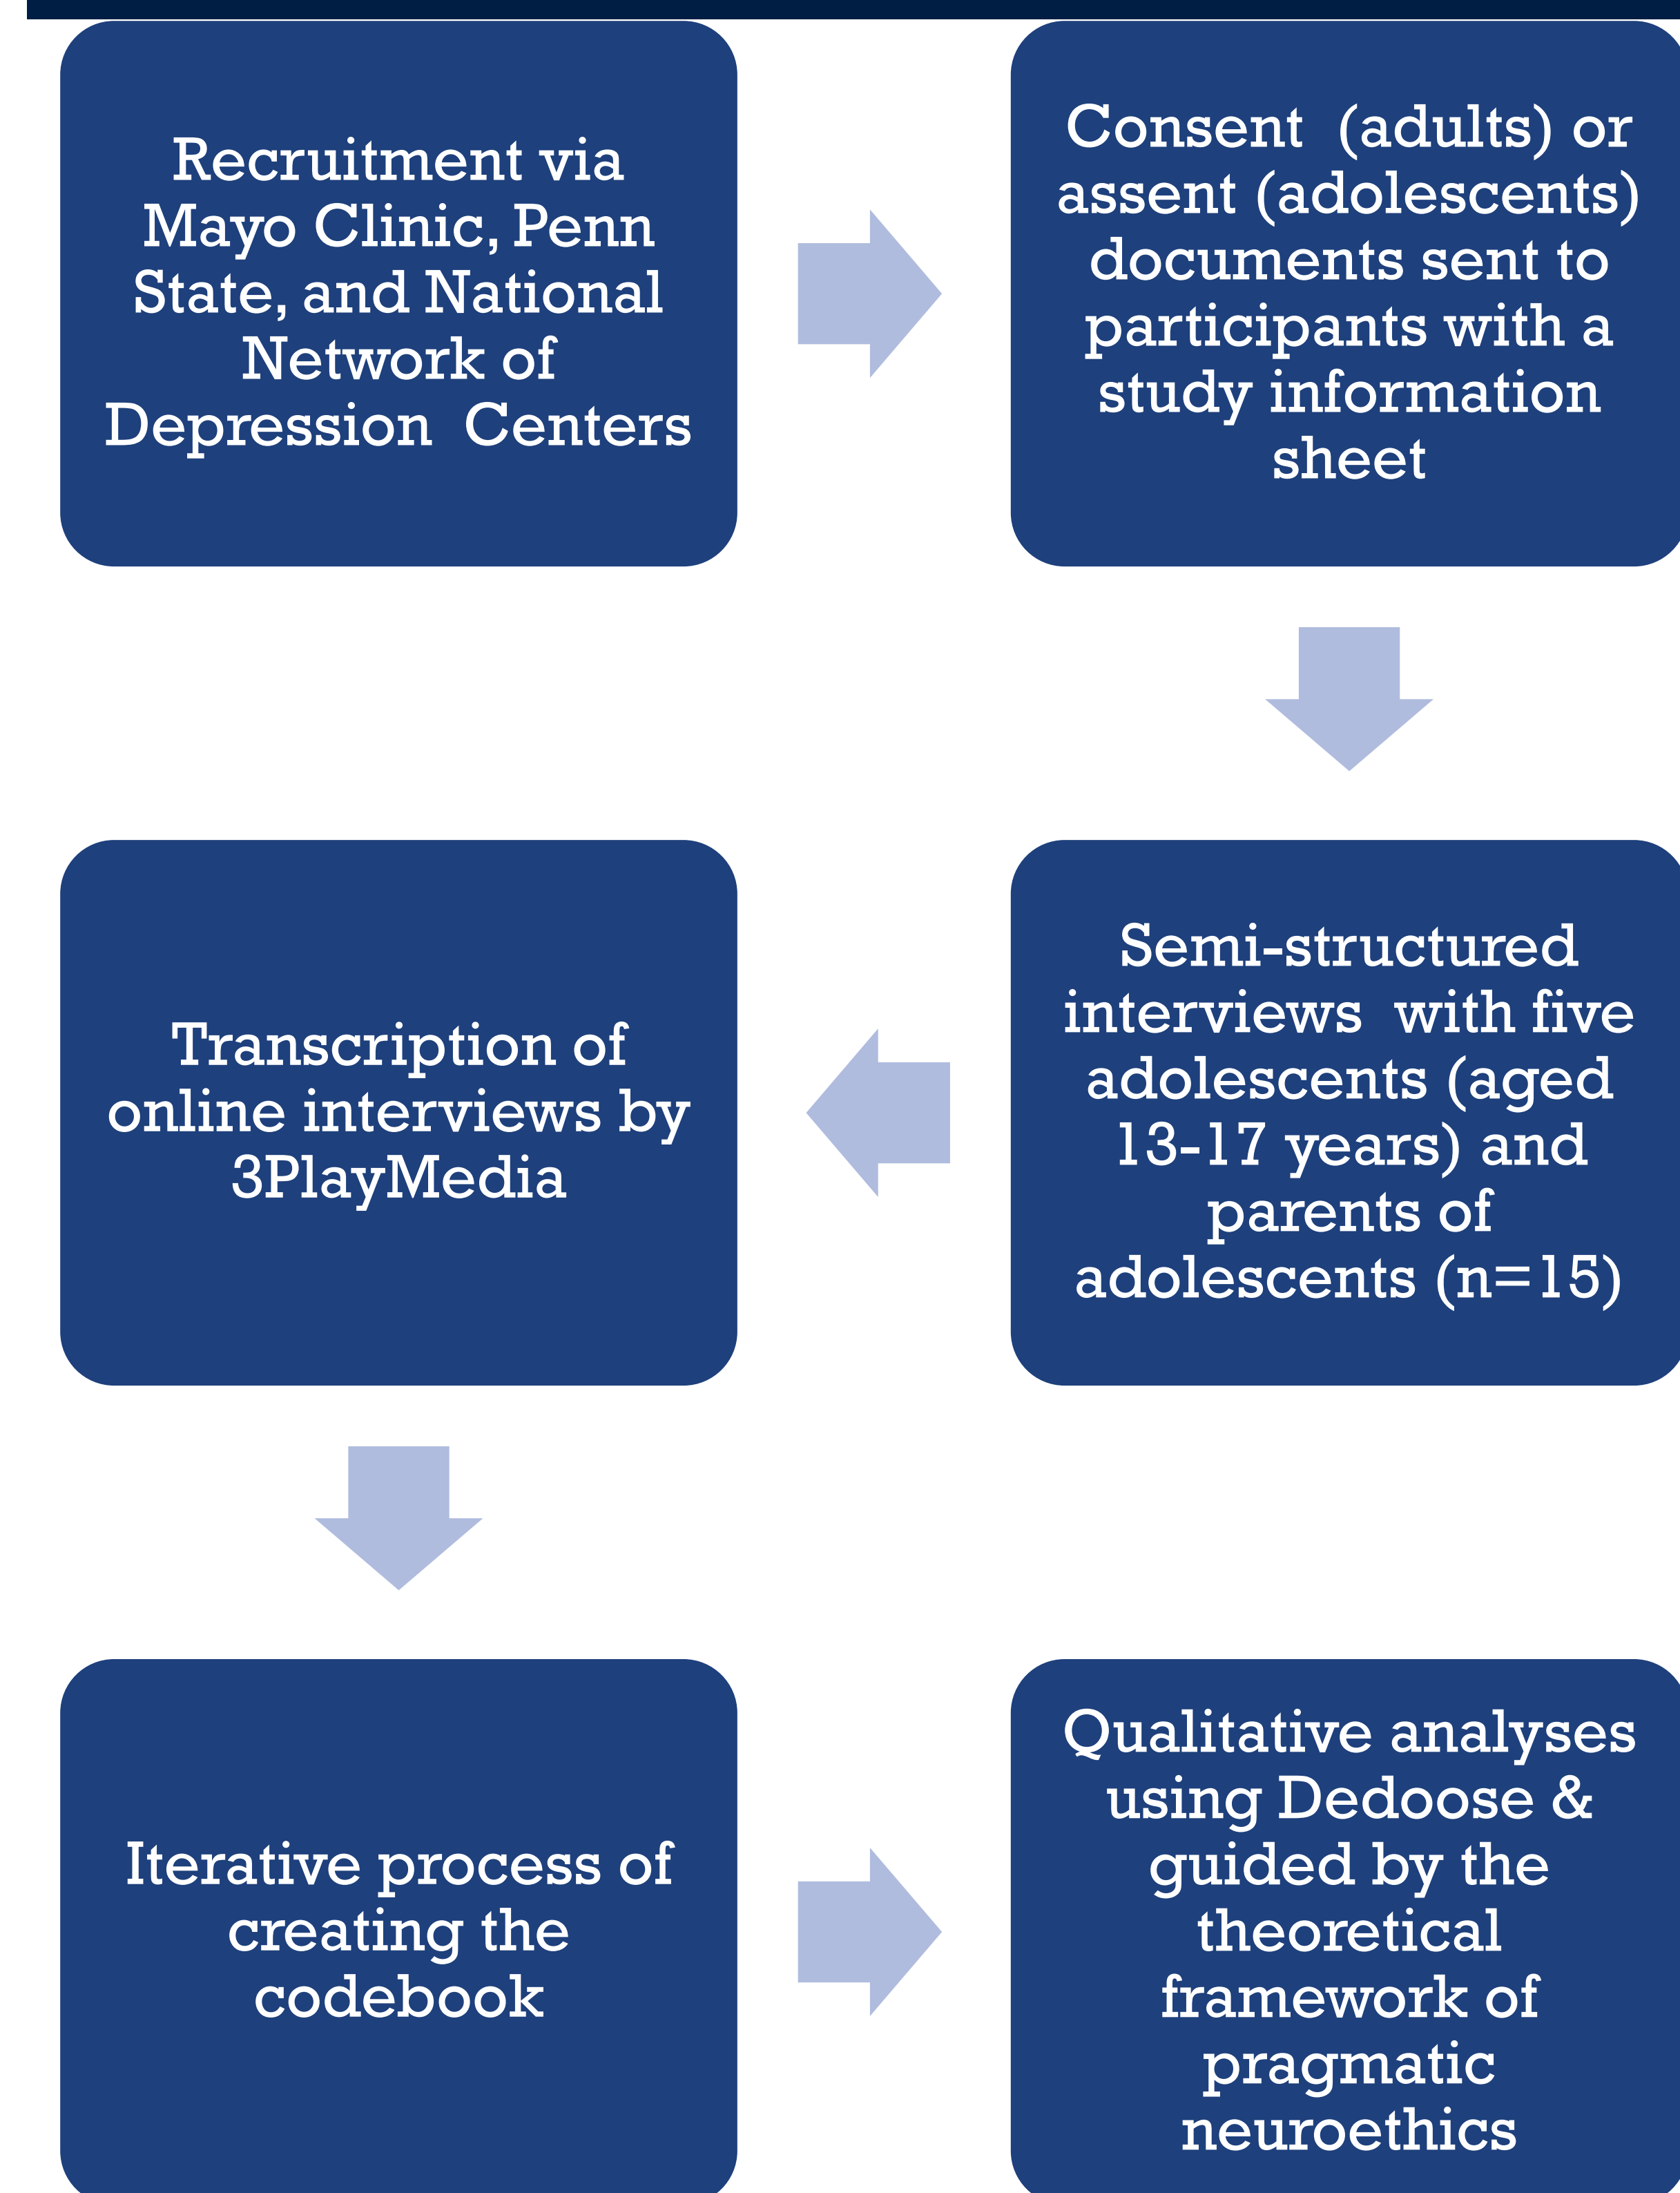 Recruitment via
Mayo Clinic, Penn
State, and National
Network of
Depression Centers
Consent (adults) or
assent (adolescents)
documents sent to
participants with a
study information
sheet
Semi-structured
interviews with five
adolescents (aged
13-17 years) and
parents of
adolescents (n=15)
Transcription of
online interviews by
3PlayMedia
Iterative process of
creating the
codebook
Qualitative analyses
using Dedoose &
guided by the
theoretical
framework of
pragmatic
neuroethics